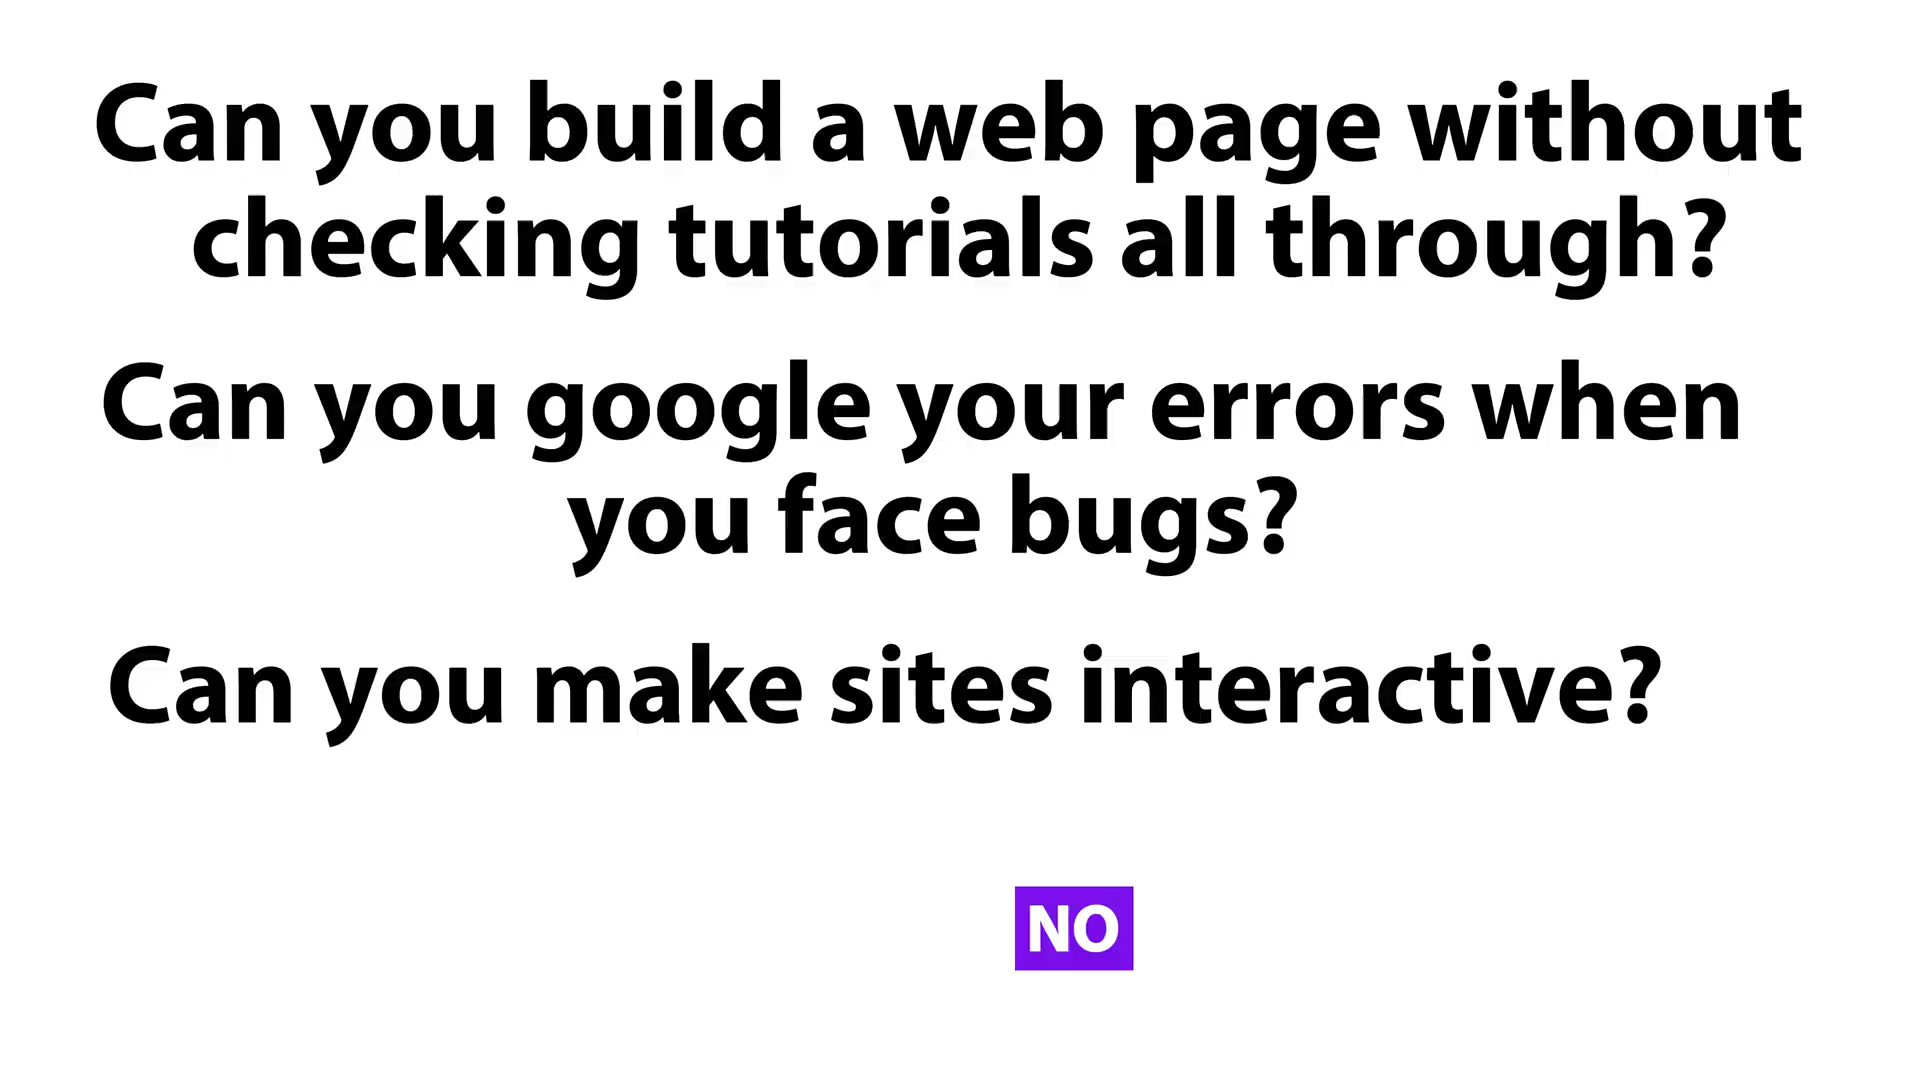 Can you build a web page without
checking tutorials all through?
Can you google your errors when
you face bugs?
Can you make sites interactive?
NO